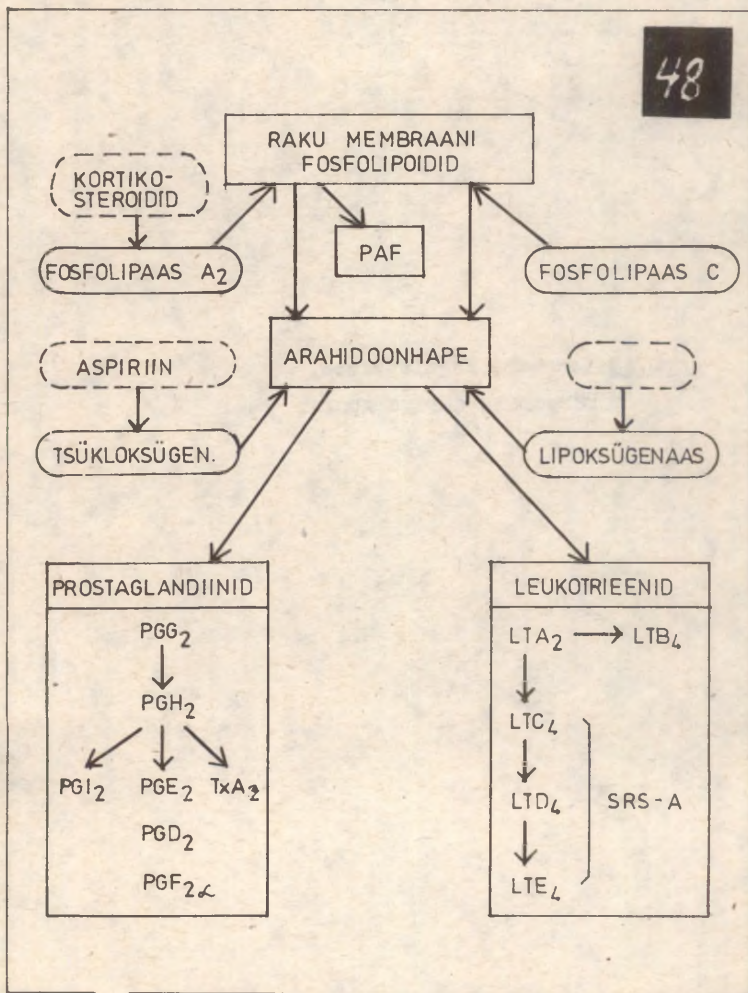 48
RAKU MEMBRAANI
FOSFOLIPOIDID
KORTIKO-
STEROIDID
PAF
FOSFOLIPAAS A₂
FOSFOLIPAAS C
ARAHIDOONHAPE
ASPIRIIN
TSÜKLOKSÜGEN.
LIPOKSÜGENAAS
PROSTAGLANDIINID
PGG₂
PGH₂
PGI₂ PGE₂ TxA₂
PGD₂
PGF₂α
LEUKOTRIEENID
LTA₂ → LTB₄
LTC₄
LTD₄
LTE₄
SRS-A